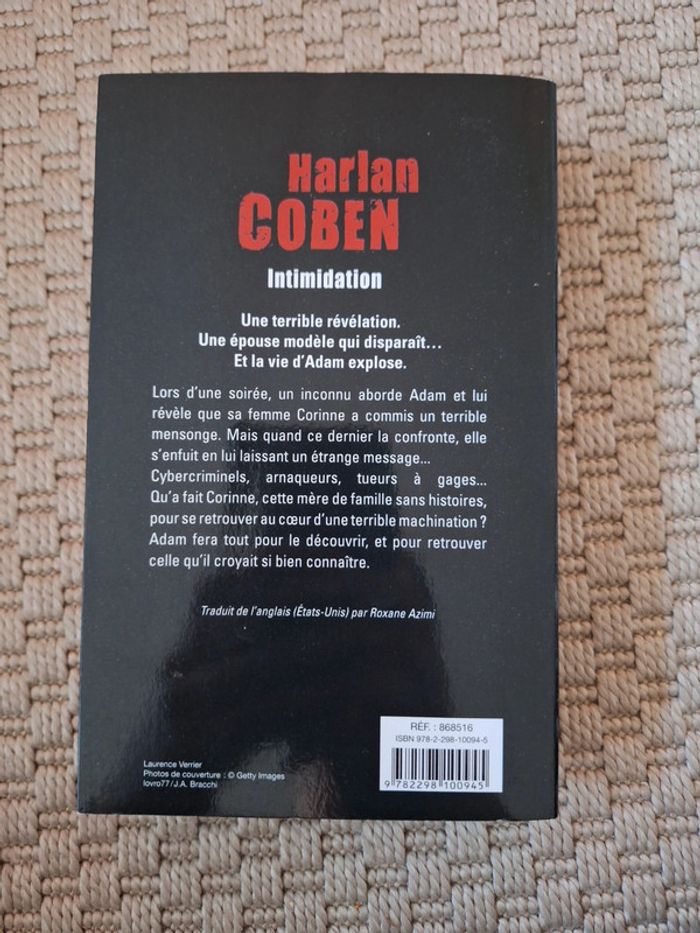 Harlan
COBEN
Intimidation
Une terrible révélation.
Une épouse modèle qui disparaît...
Et la vie d'Adam explose.
Lors d'une soirée, un inconnu aborde Adam et lui
révèle que sa femme Corinne a commis un terrible
mensonge. Mais quand ce dernier la confronte, elle
s'enfuit en lui laissant un étrange message...
Cybercriminels, arnaqueurs, tueurs à gages...
Qu'a fait Corinne, cette mère de famille sans histoires,
pour se retrouver au cœur d'une terrible machination ?
Adam fera tout pour le découvrir, et pour retrouver
celle qu'il croyait si bien connaître.
Traduit de l'anglais (États-Unis) par Roxane Azimi
RÉF. : 868516
ISBN 978-2-298-10094-5
9 782298 100945
Laurence Verrier
Photos de couverture : © Getty Images
lovro77/J.A. Bracchi